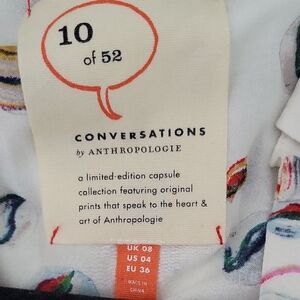 10
of 52
CONVERSATIONS
by ANTHROPOLOGIE
a limited-edition capsule
collection featuring original
prints that speak to the heart &
art of Anthropologie
UK 08
US 04
EU 36
MADE IN
CHINA